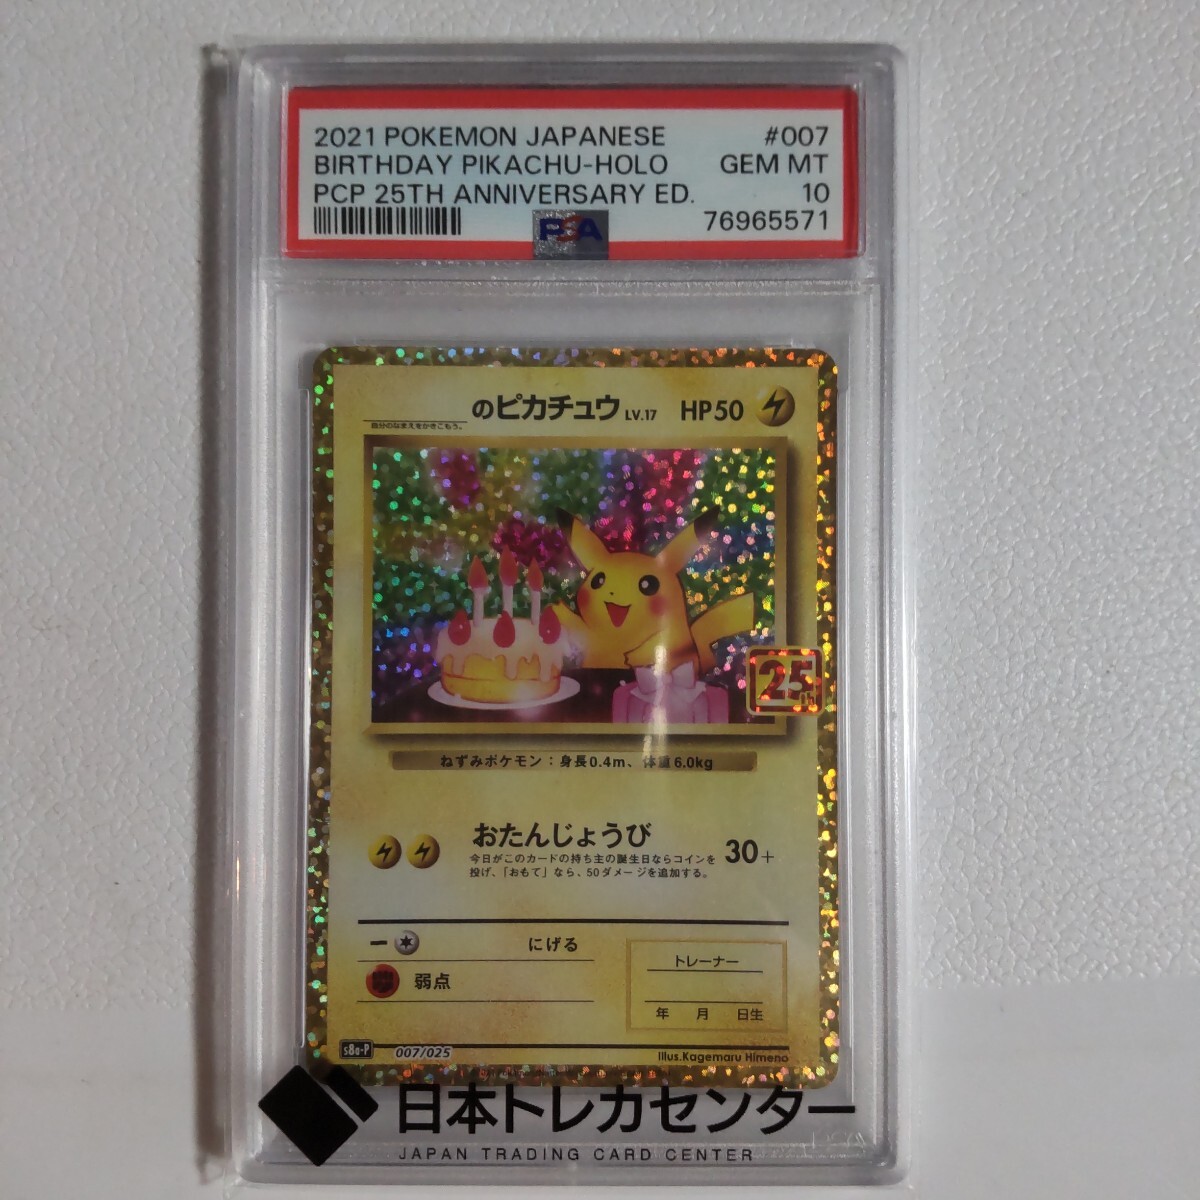 2021 POKEMON JAPANESE #007
BIRTHDAY PIKACHU-HOLO GEM MT
PCP 25TH ANNIVERSARY ED. 10
76965571
PSA
のピカチュウ LV.17 HP50
自分のなまえをかきこもう。
25th
ねずみポケモン:身長0.4m、体重6.0kg
おたんじょうび 30+
今日がこのカードの持ち主の誕生日ならコインを
投げ、「おもて」なら、50ダメージを追加する。
にげる
弱点
トレーナー
年 月 日生
s8a-P 007/025
Illus.Kagemaru Himeno
日本トレカセンター
JAPAN TRADING CARD CENTER